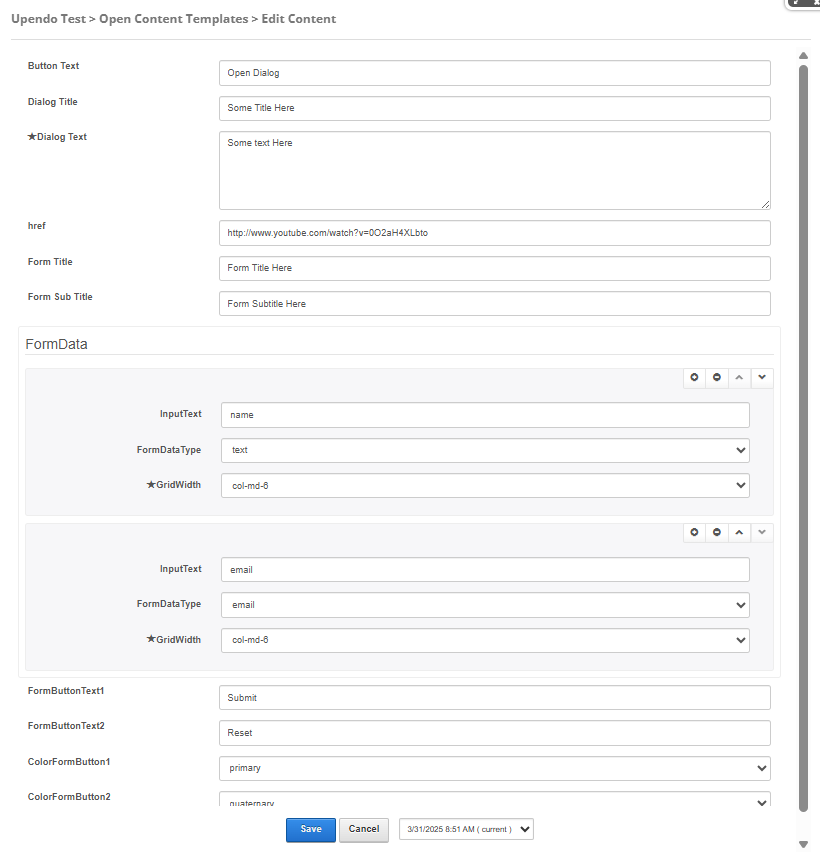 Upendo Test > Open Content Templates > Edit Content
Button Text
Open Dialog
Dialog Title
Some Title Here
★Dialog Text
Some text Here
href
http://www.youtube.com/watch?v=0O2aH4XLbto
Form Title
Form Title Here
Form Sub Title
Form Subtitle Here
FormData
InputText
name
FormDataType
text
★GridWidth
col-md-6
InputText
email
FormDataType
email
★GridWidth
col-md-6
FormButtonText1
Submit
FormButtonText2
Reset
ColorFormButton1
primary
ColorFormButton2
quaternary
Save
Cancel
3/31/2025 8:51 AM ( current )